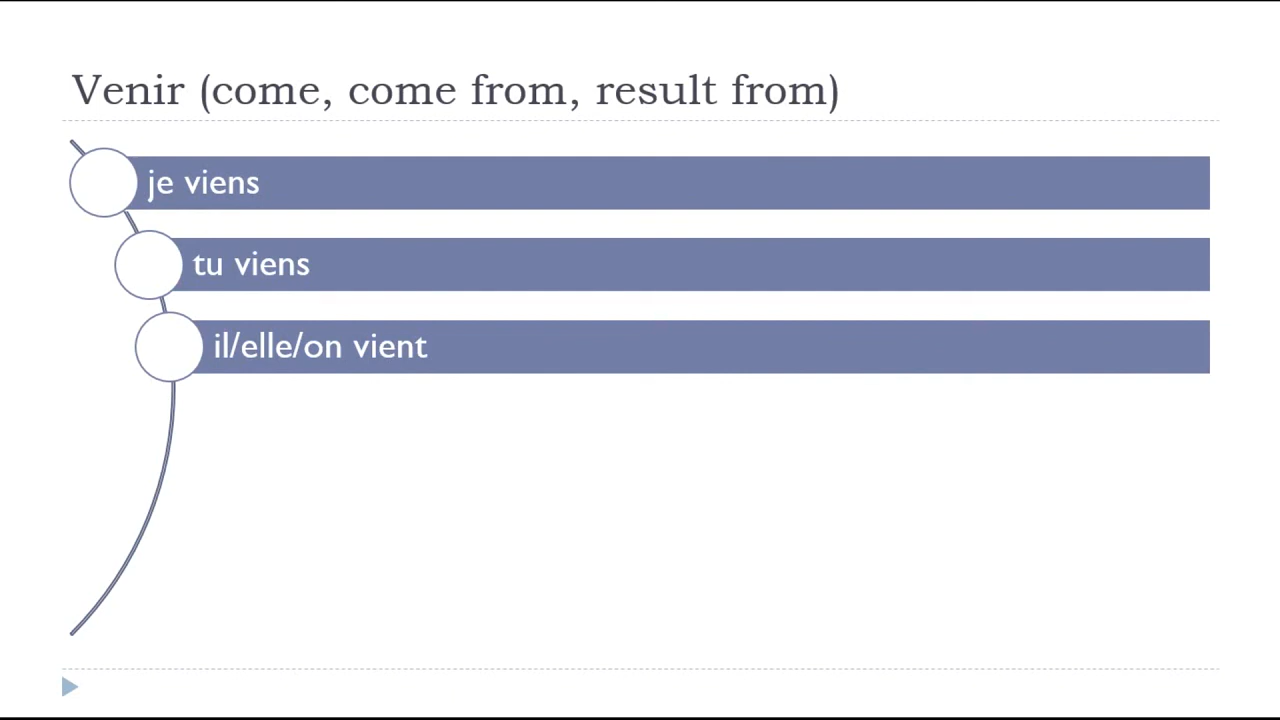 Venir (come, come from, result from)
je viens
tu viens
il/elle/on vient